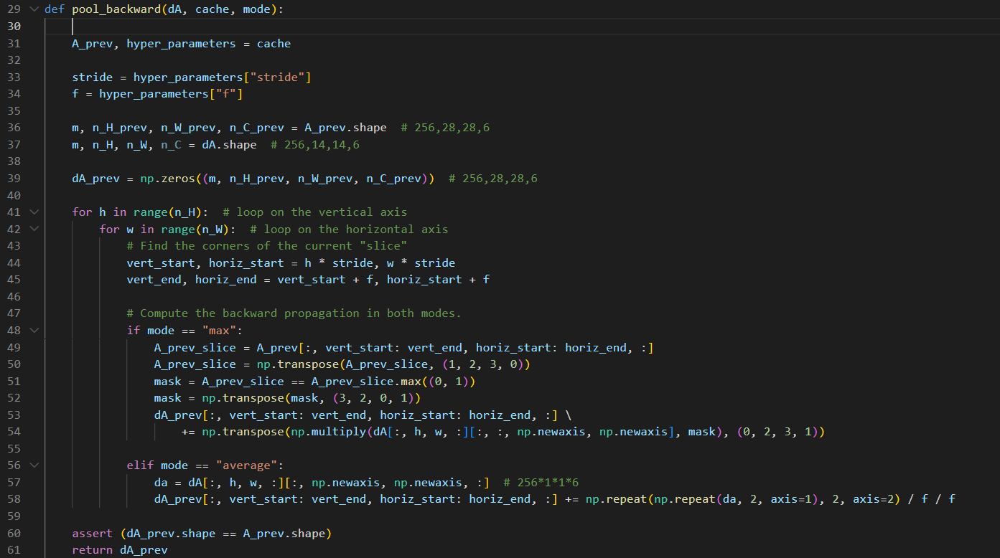 29 def pool_backward(dA, cache, mode):
30
31     A_prev, hyper_parameters = cache
32
33     stride = hyper_parameters["stride"]
34     f = hyper_parameters["f"]
35
36     m, n_H_prev, n_W_prev, n_C_prev = A_prev.shape  # 256,28,28,6
37     m, n_H, n_W, n_C = dA.shape  # 256,14,14,6
38
39     dA_prev = np.zeros((m, n_H_prev, n_W_prev, n_C_prev))  # 256,28,28,6
40
41     for h in range(n_H):  # loop on the vertical axis
42         for w in range(n_W):  # loop on the horizontal axis
43             # Find the corners of the current "slice"
44             vert_start, horiz_start = h * stride, w * stride
45             vert_end, horiz_end = vert_start + f, horiz_start + f
46
47             # Compute the backward propagation in both modes.
48             if mode == "max":
49                 A_prev_slice = A_prev[:, vert_start: vert_end, horiz_start: horiz_end, :]
50                 A_prev_slice = np.transpose(A_prev_slice, (1, 2, 3, 0))
51                 mask = A_prev_slice == A_prev_slice.max((0, 1))
52                 mask = np.transpose(mask, (3, 2, 0, 1))
53                 dA_prev[:, vert_start: vert_end, horiz_start: horiz_end, :] \
54                     += np.transpose(np.multiply(dA[:, h, w, :][:, :, np.newaxis, np.newaxis], mask), (0, 2, 3, 1))
55
56             elif mode == "average":
57                 da = dA[:, h, w, :][:, np.newaxis, np.newaxis, :]  # 256*1*1*6
58                 dA_prev[:, vert_start: vert_end, horiz_start: horiz_end, :] += np.repeat(np.repeat(da, 2, axis=1), 2, axis=2) / f / f
59
60     assert (dA_prev.shape == A_prev.shape)
61     return dA_prev